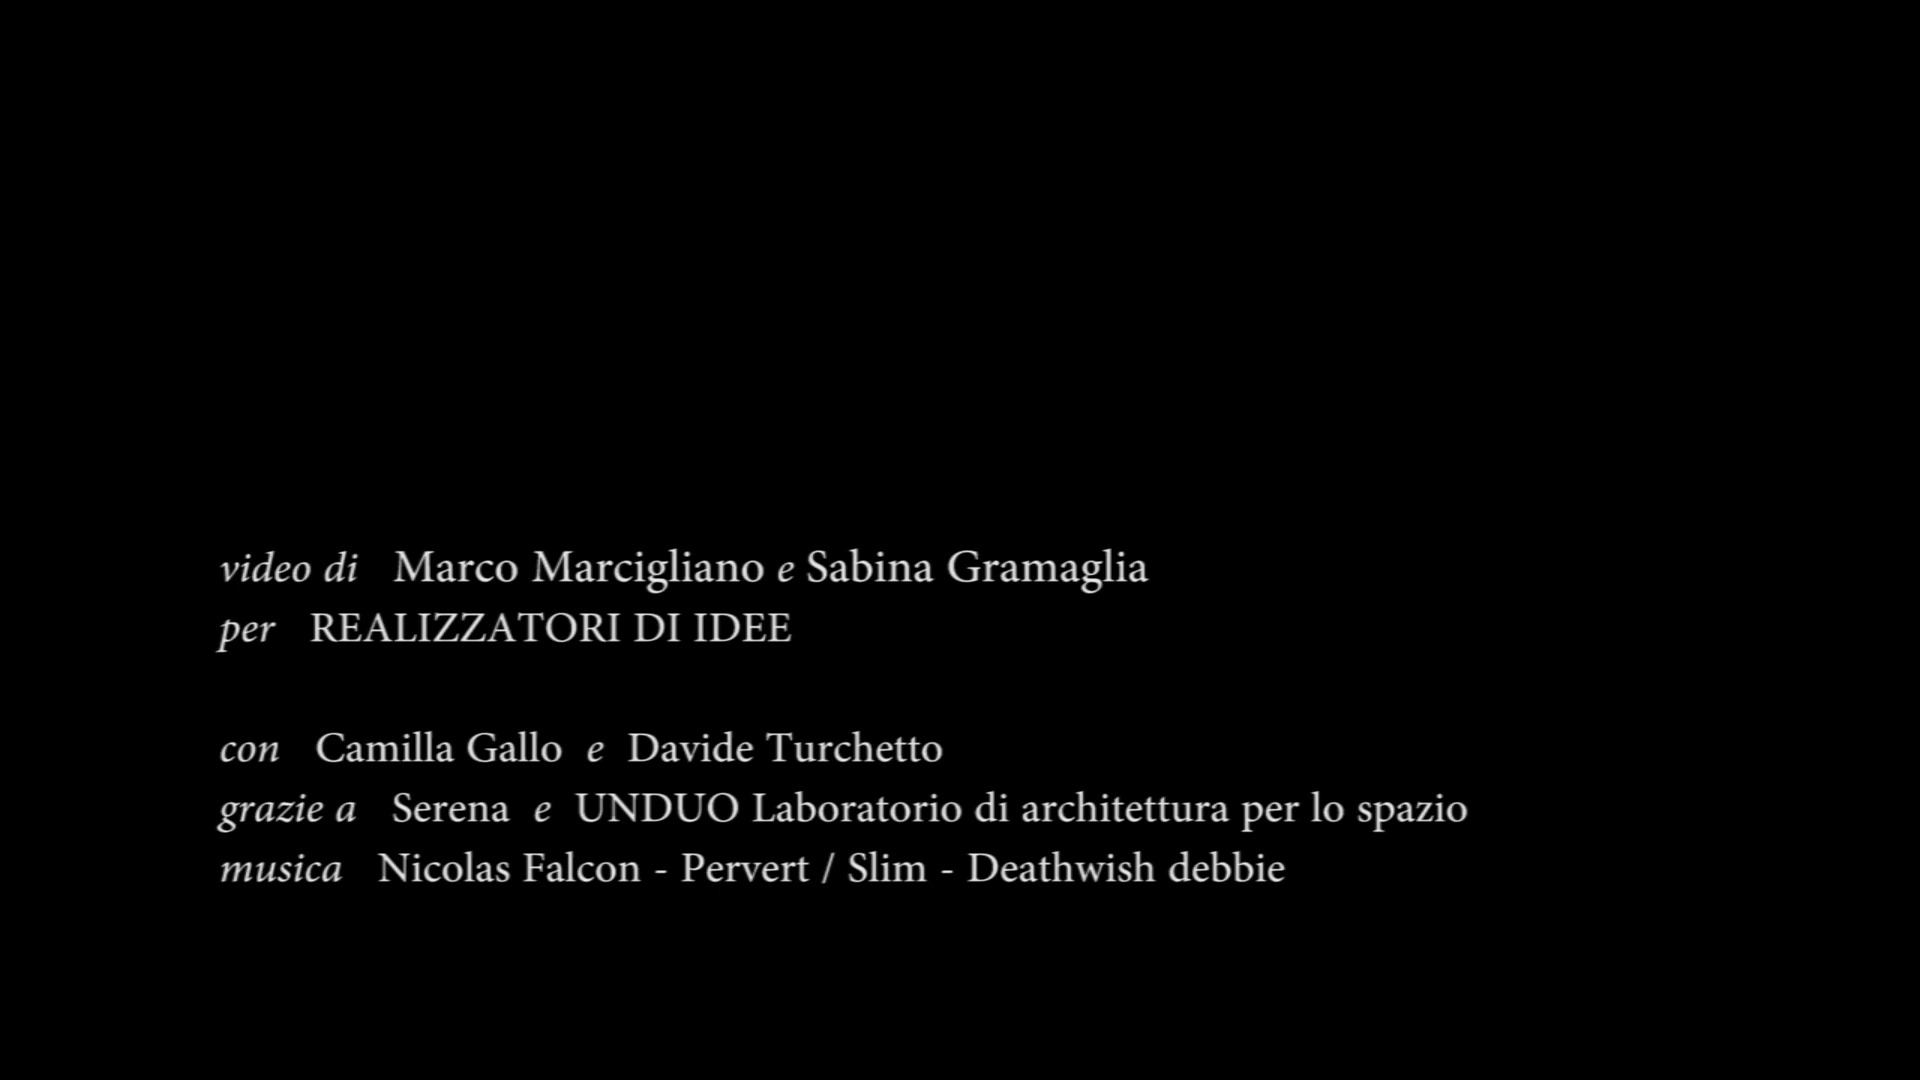 video di Marco Marcigliano e Sabina Gramaglia
per REALIZZATORI DI IDEE
con Camilla Gallo e Davide Turchetto
grazie a Serena e UNDUO Laboratorio di architettura per lo spazio
musica Nicolas Falcon - Pervert / Slim - Deathwish debbie